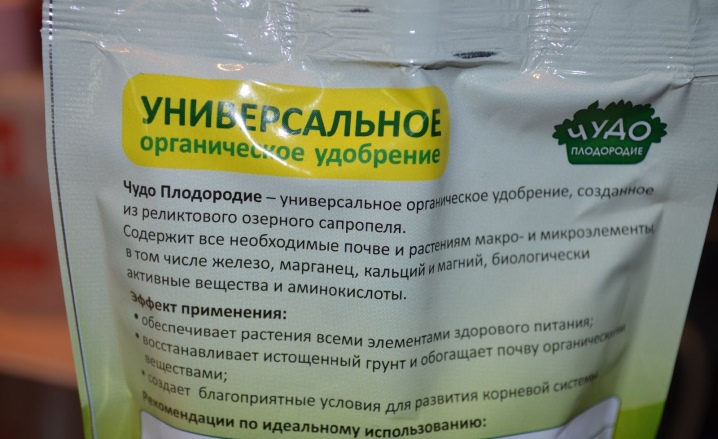 УНИВЕРСАЛЬНОЕ
органическое удобрение
ЧУДО
ПЛОДОРОДИЕ
Чудо Плодородие – универсальное органическое удобрение, созданное
из реликтового озерного сапропеля.
Содержит все необходимые почве и растениям макро- и микроэлементы,
в том числе железо, марганец, кальций и магний, биологически
активные вещества и аминокислоты.
Эффект применения:
• обеспечивает растения всеми элементами здорового питания;
• восстанавливает истощенный грунт и обогащает почву органическими
веществами;
• создает благоприятные условия для развития корневой системы
Рекомендации по идеальному использованию: